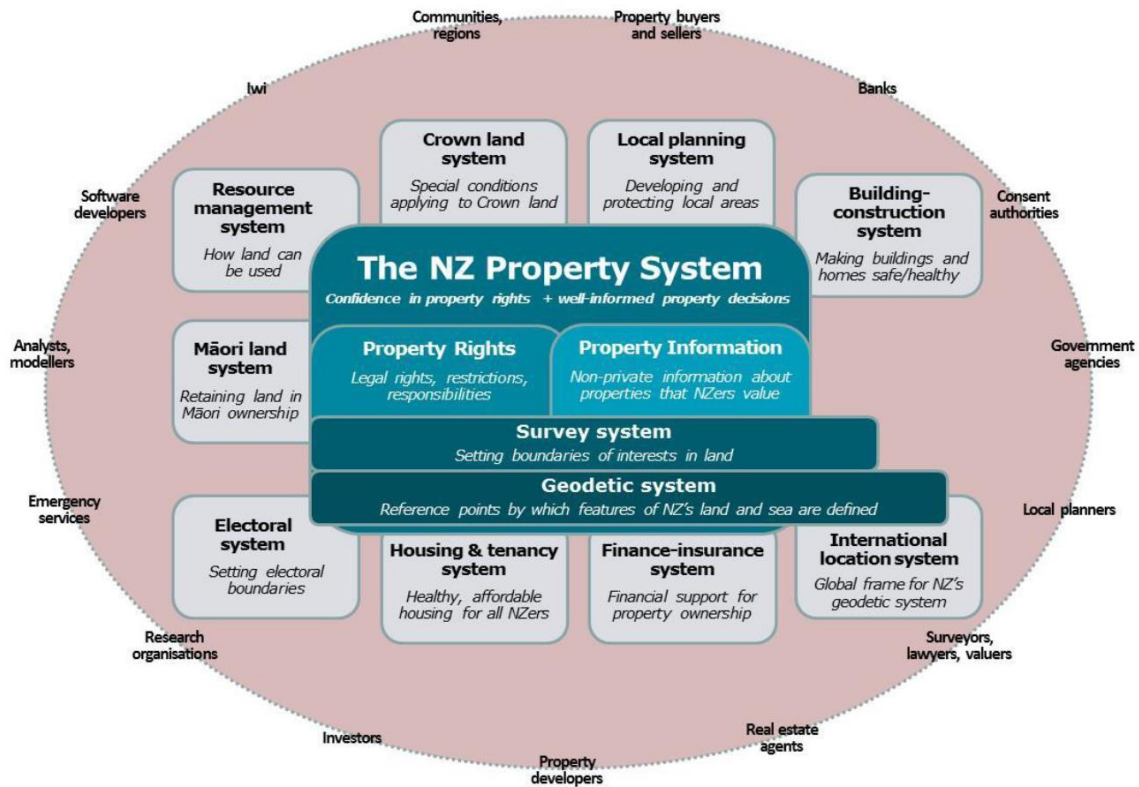 Communities,
regions
Property buyers
and sellers
Iwi
Banks
Crown land
system
Special conditions
applying to Crown land
Local planning
system
Developing and
protecting local areas
Software
developers
Resource
management
system
How land can
be used
Building-
construction
system
Making buildings and
homes safe/healthy
Consent
authorities
The NZ Property System
Confidence in property rights + well-informed property decisions
Analysts,
modellers
Māori land
system
Retaining land in
Māori ownership
Property Rights
Legal rights, restrictions,
responsibilities
Property Information
Non-private information about
properties that NZers value
Government
agencies
Survey system
Setting boundaries of interests in land
Geodetic system
Reference points by which features of NZ's land and sea are defined
Emergency
services
Electoral
system
Setting electoral
boundaries
Housing & tenancy
system
Healthy, affordable
housing for all NZers
Finance-insurance
system
Financial support for
property ownership
International
location system
Global frame for NZ's
geodetic system
Local planners
Research
organisations
Surveyors,
lawyers, valuers
Investors
Property
developers
Real estate
agents